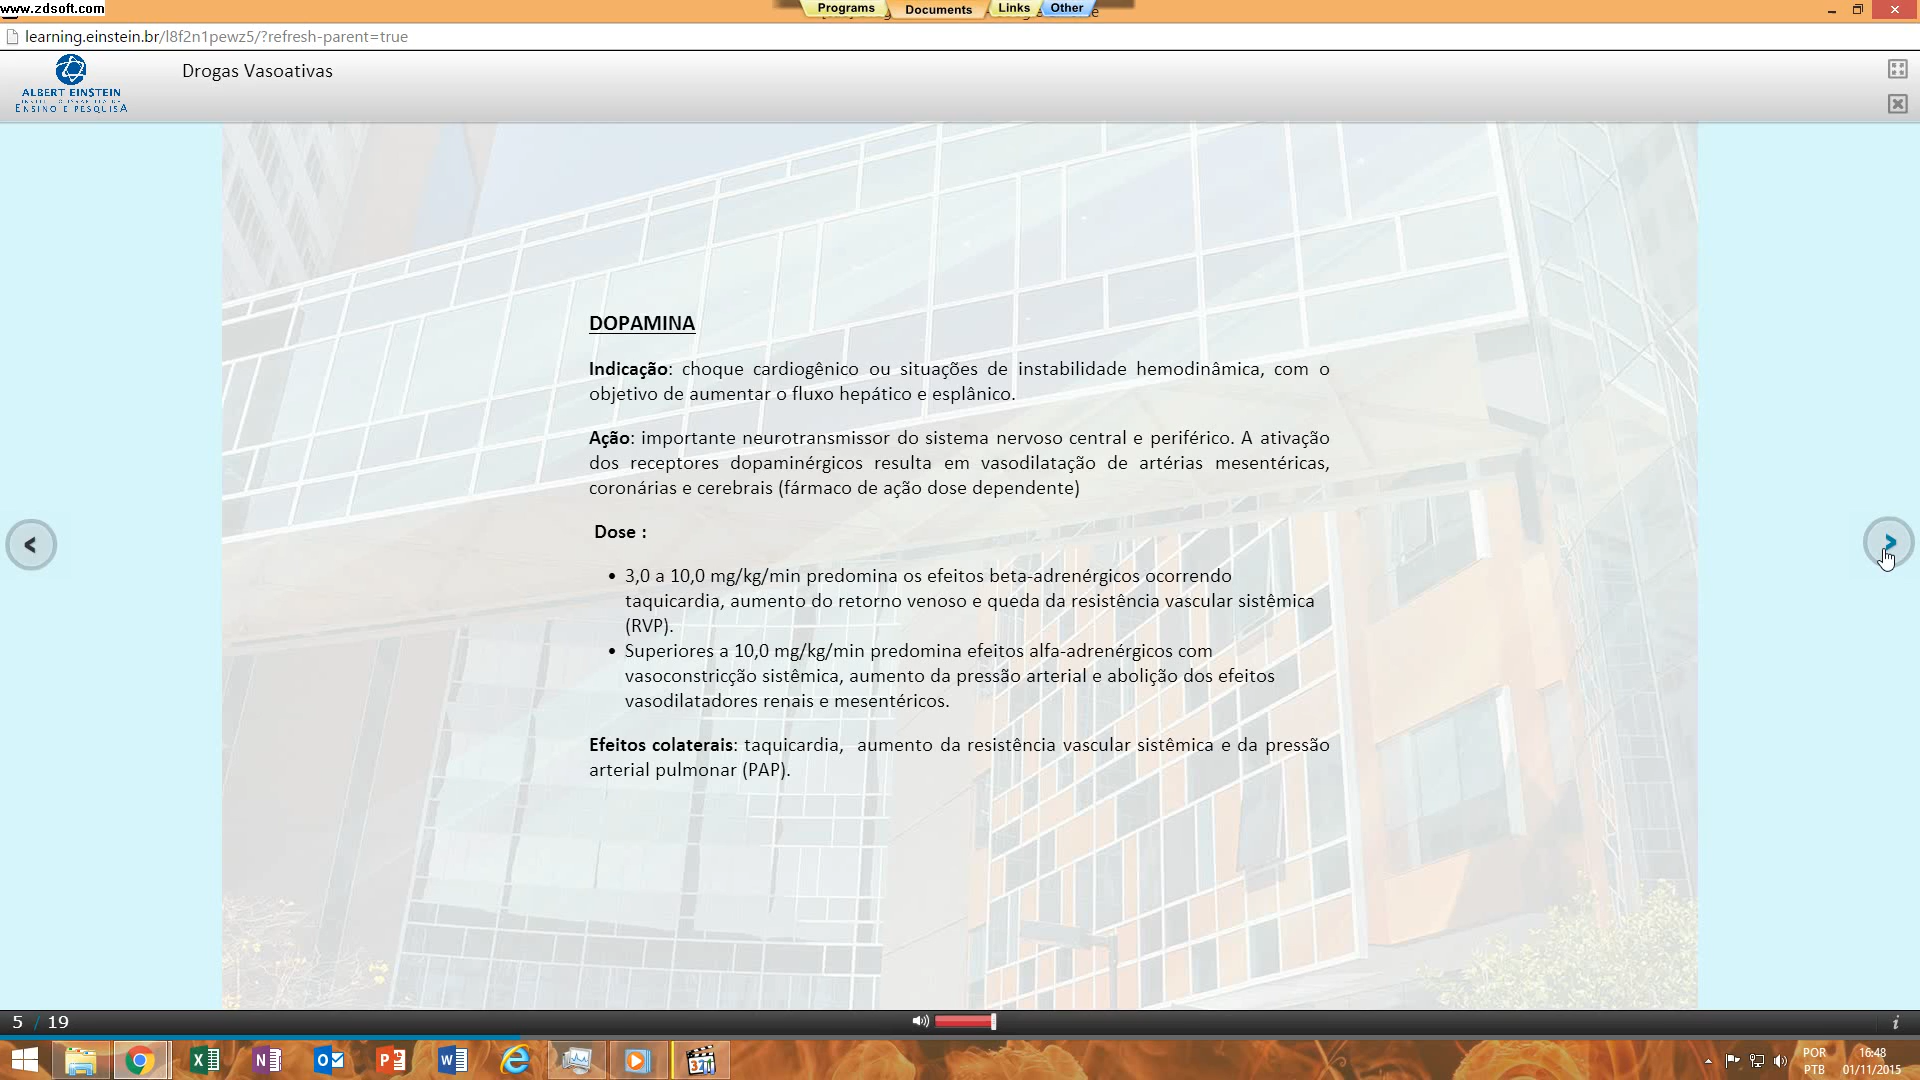 www.zdsoft.com
Programs
Documents
Links
Other
learning.einstein.br/l8f2n1pewz5/?refresh-parent=true
ALBERT EINSTEIN
ENSINO E PESQUISA
Drogas Vasoativas
DOPAMINA
Indicação: choque cardiogênico ou situações de instabilidade hemodinâmica, com o
objetivo de aumentar o fluxo hepático e esplânico.
Ação: importante neurotransmissor do sistema nervoso central e periférico. A ativação
dos receptores dopaminérgicos resulta em vasodilatação de artérias mesentéricas,
coronárias e cerebrais (fármaco de ação dose dependente)
Dose :
• 3,0 a 10,0 mg/kg/min predomina os efeitos beta-adrenérgicos ocorrendo
taquicardia, aumento do retorno venoso e queda da resistência vascular sistêmica
(RVP).
• Superiores a 10,0 mg/kg/min predomina efeitos alfa-adrenérgicos com
vasoconstricção sistêmica, aumento da pressão arterial e abolição dos efeitos
vasodilatadores renais e mesentéricos.
Efeitos colaterais: taquicardia, aumento da resistência vascular sistêmica e da pressão
arterial pulmonar (PAP).
5 / 19
POR
PTB
16:48
01/11/2015